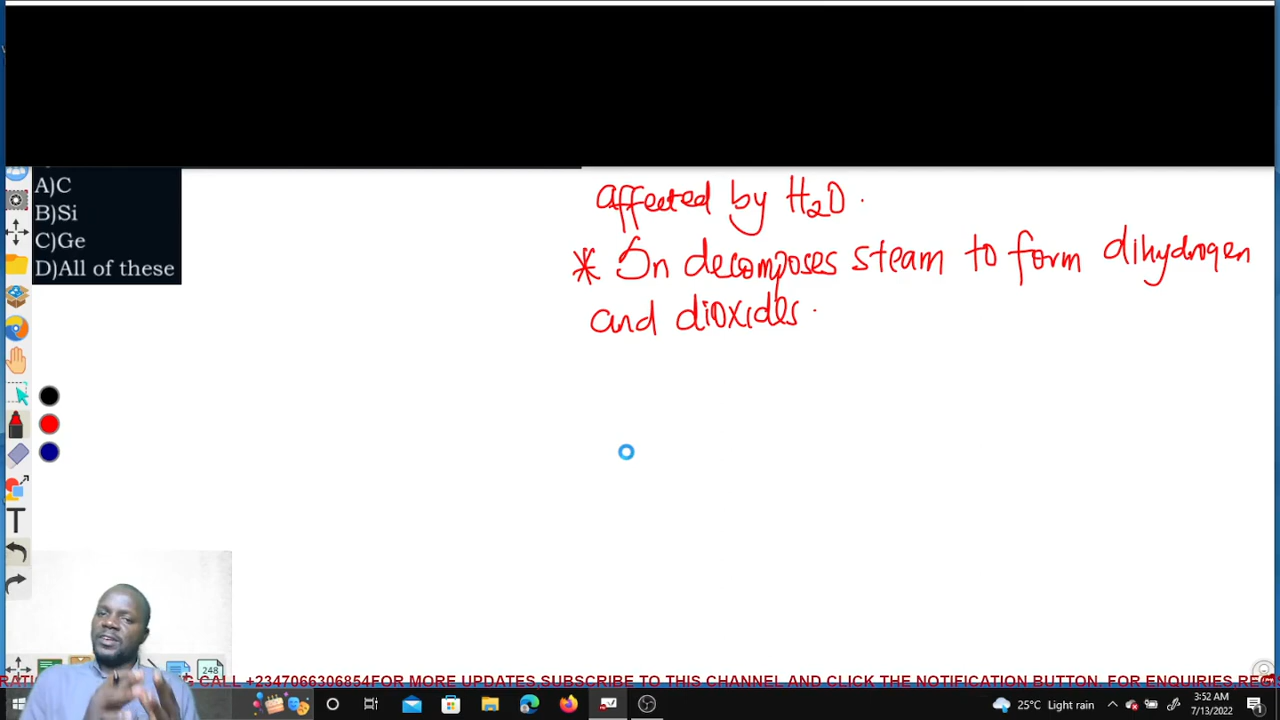 A)C
B)Si
C)Ge
D)All of these
affected by H₂O.
* Sn decomposes steam to form dihydrogen
and dioxides.
T
248
CALL +2347066306854FOR MORE UPDATES,SUBSCRIBE TO THIS CHANNEL AND CLICK THE NOTIFICATION BUTTON. FOR ENQUIRIES,
25°C Light rain
3:52 AM
7/13/2022